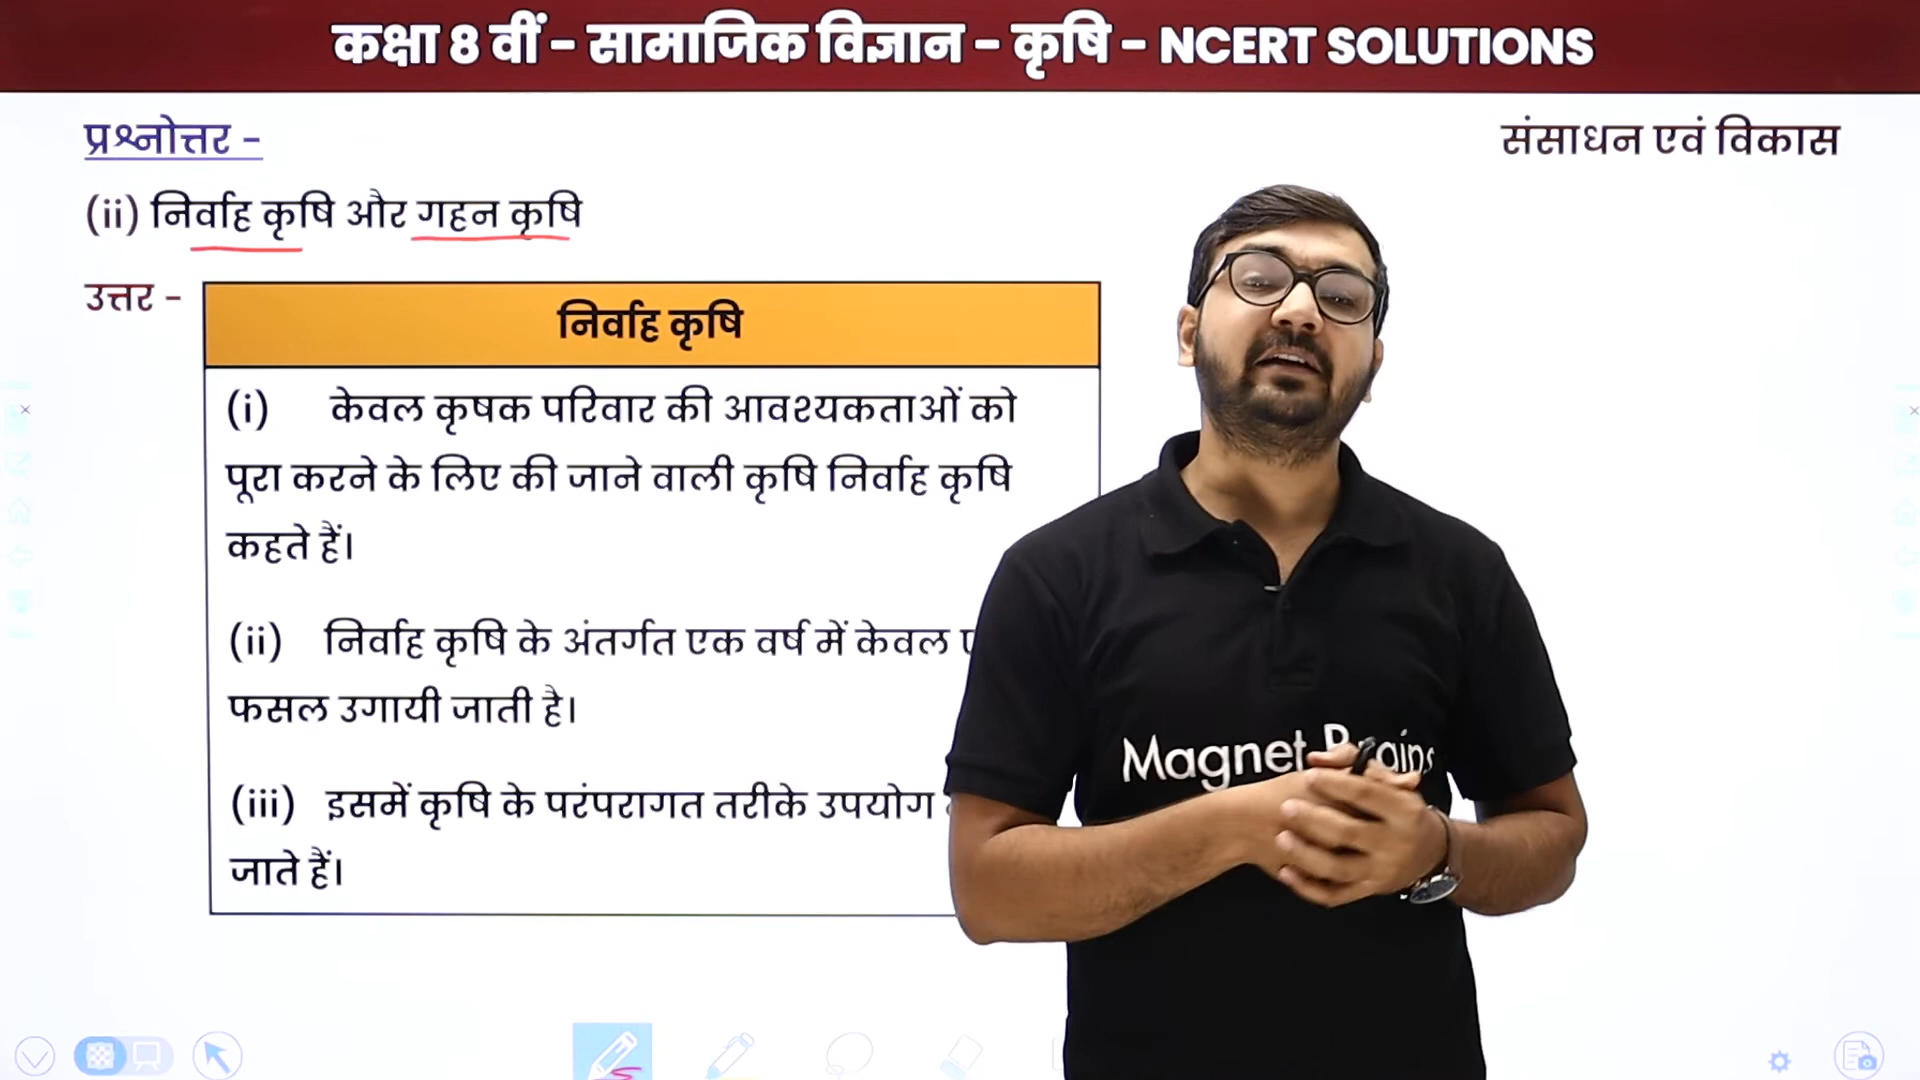 कक्षा 8 वीं - सामाजिक विज्ञान - कृषि - NCERT SOLUTIONS
प्रश्नोत्तर -
संसाधन एवं विकास
(ii) निर्वाह कृषि और गहन कृषि
उत्तर -
निर्वाह कृषि
(i) केवल कृषक परिवार की आवश्यकताओं को
पूरा करने के लिए की जाने वाली कृषि निर्वाह कृषि
कहते हैं।
(ii) निर्वाह कृषि के अंतर्गत एक वर्ष में केवल
फसल उगायी जाती है।
(iii) इसमें कृषि के परंपरागत तरीके उपयोग
जाते हैं।
Magnet